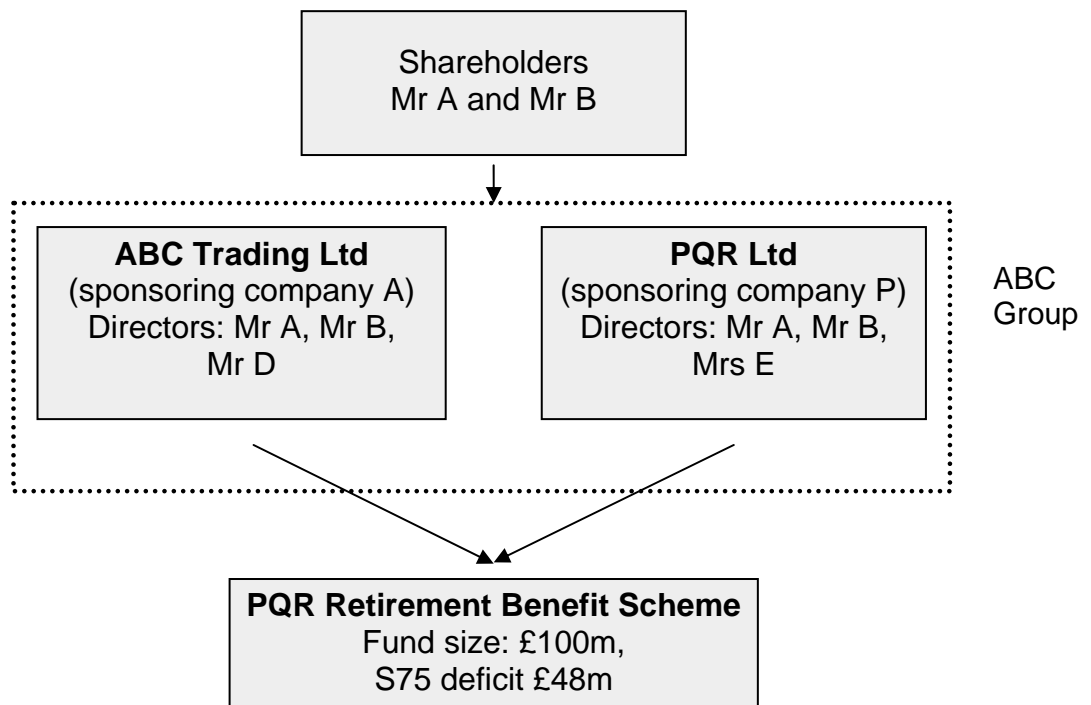 Shareholders
Mr A and Mr B
ABC Trading Ltd
(sponsoring company A)
Directors: Mr A, Mr B,
Mr D
PQR Ltd
(sponsoring company P)
Directors: Mr A, Mr B,
Mrs E
ABC
Group
PQR Retirement Benefit Scheme
Fund size: £100m,
S75 deficit £48m